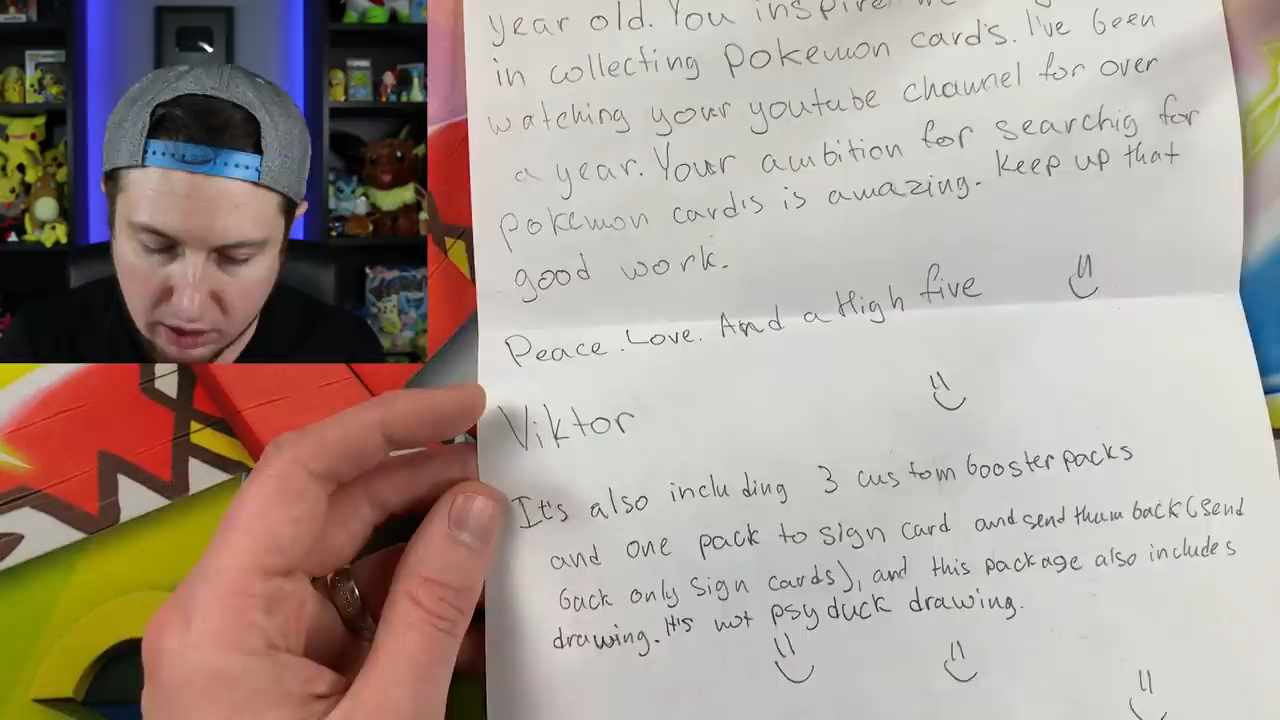 year old. You inspire
in collecting pokemon card's. I've been
watching your youtube channel for over
a year. Your ambition for searchig for
pokemon card's is amazing. Keep up that
good work.
Peace. Love. And a High five
Viktor
It's also including 3 custom booster packs
and one pack to sign card and send them back (send
back only sign cards), and this package also includes
drawing. It's not psyduck drawing.